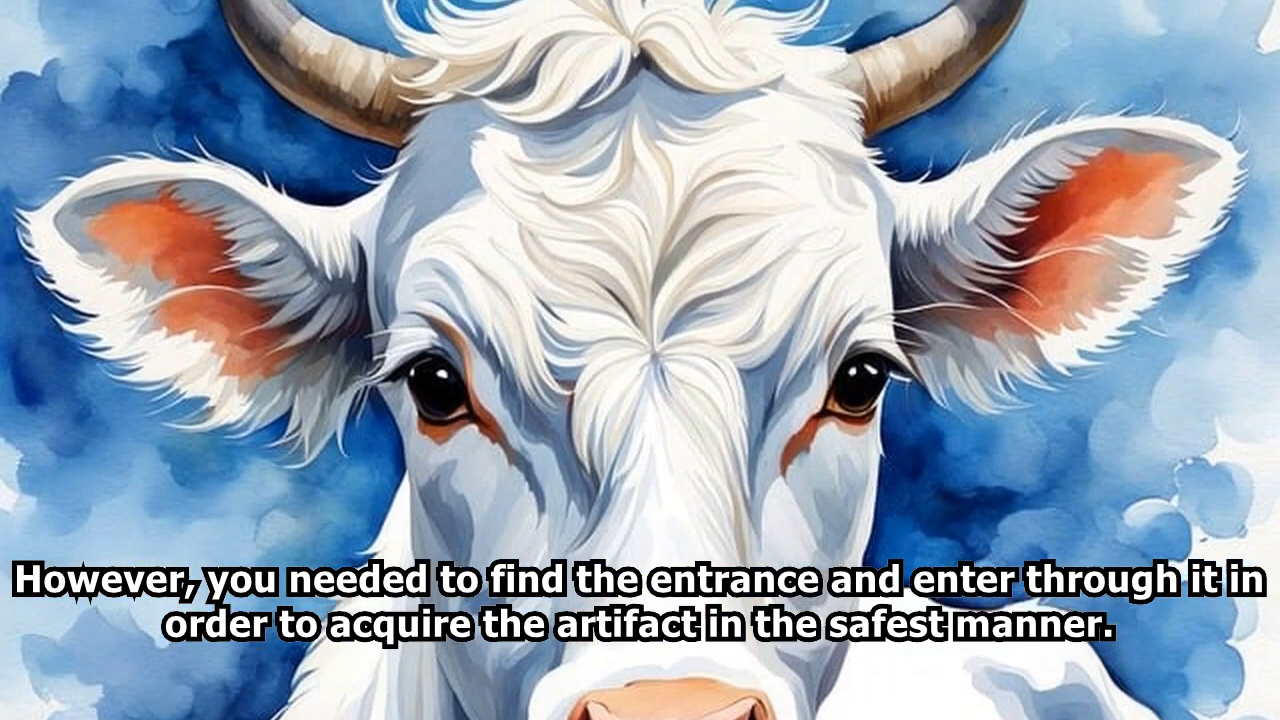 However, you needed to find the entrance and enter through it in
order to acquire the artifact in the safest manner.